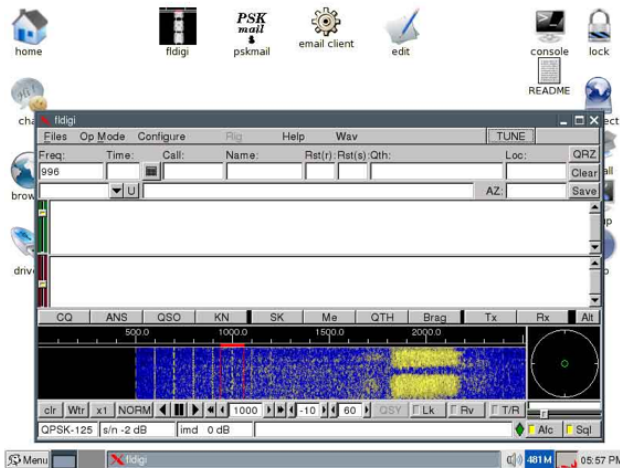 PSK
mail
&
home
fldigi
pskmail
email client
edit
console
lock
README
fldigi
Files Op Mode Configure Rig Help Wav TUNE
Freq: Time: Call: Name: Rst(r): Rst(s): Qth: Loc: QRZ
996 Clear
U AZ: Save
CQ ANS QSO KN SK Me QTH Brag Tx Rx Alt
500.0 1000.0 1500.0 2000.0
clr Wtr x1 NORM 1000 -10 60 QSY Lk Rv T/R
QPSK-125 s/n -2 dB imd 0 dB Afc Sql
Menu fldigi 481M 05:57 PM